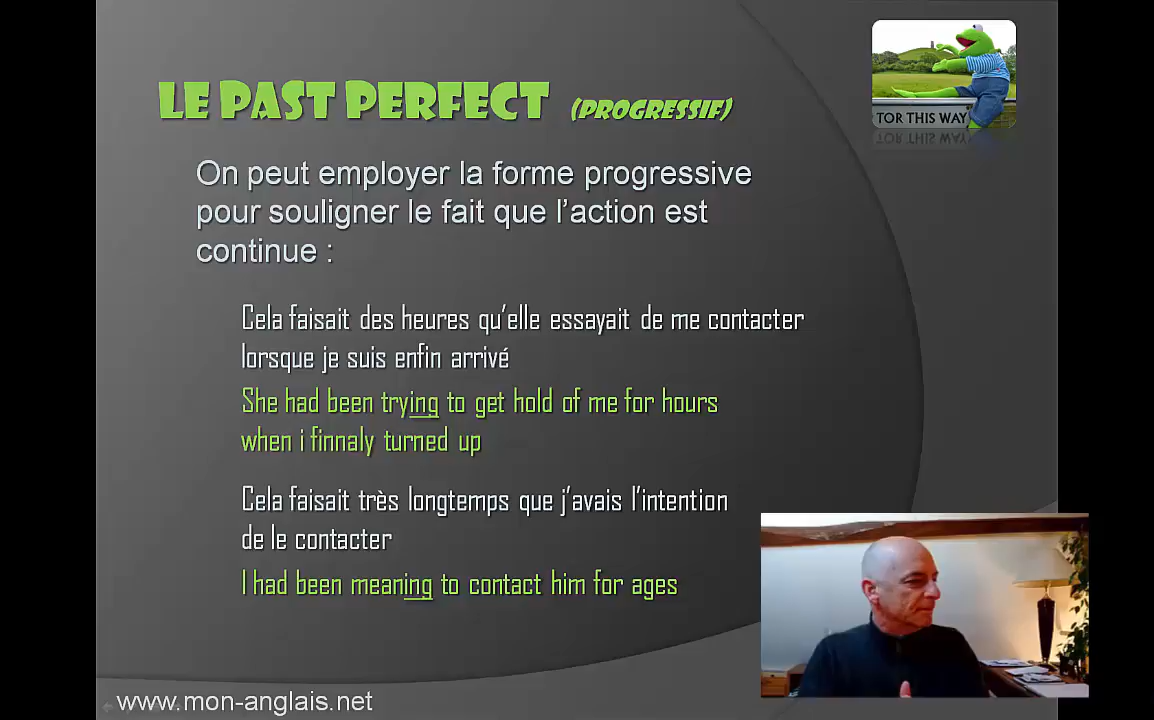 LE PAST PERFECT (PROGRESSIF)
TOR THIS WAY
On peut employer la forme progressive
pour souligner le fait que l’action est
continue :
Cela faisait des heures qu’elle essayait de me contacter
lorsque je suis enfin arrivé
She had been trying to get hold of me for hours
when i finnaly turned up
Cela faisait très longtemps que j’avais l’intention
de le contacter
I had been meaning to contact him for ages
www.mon-anglais.net